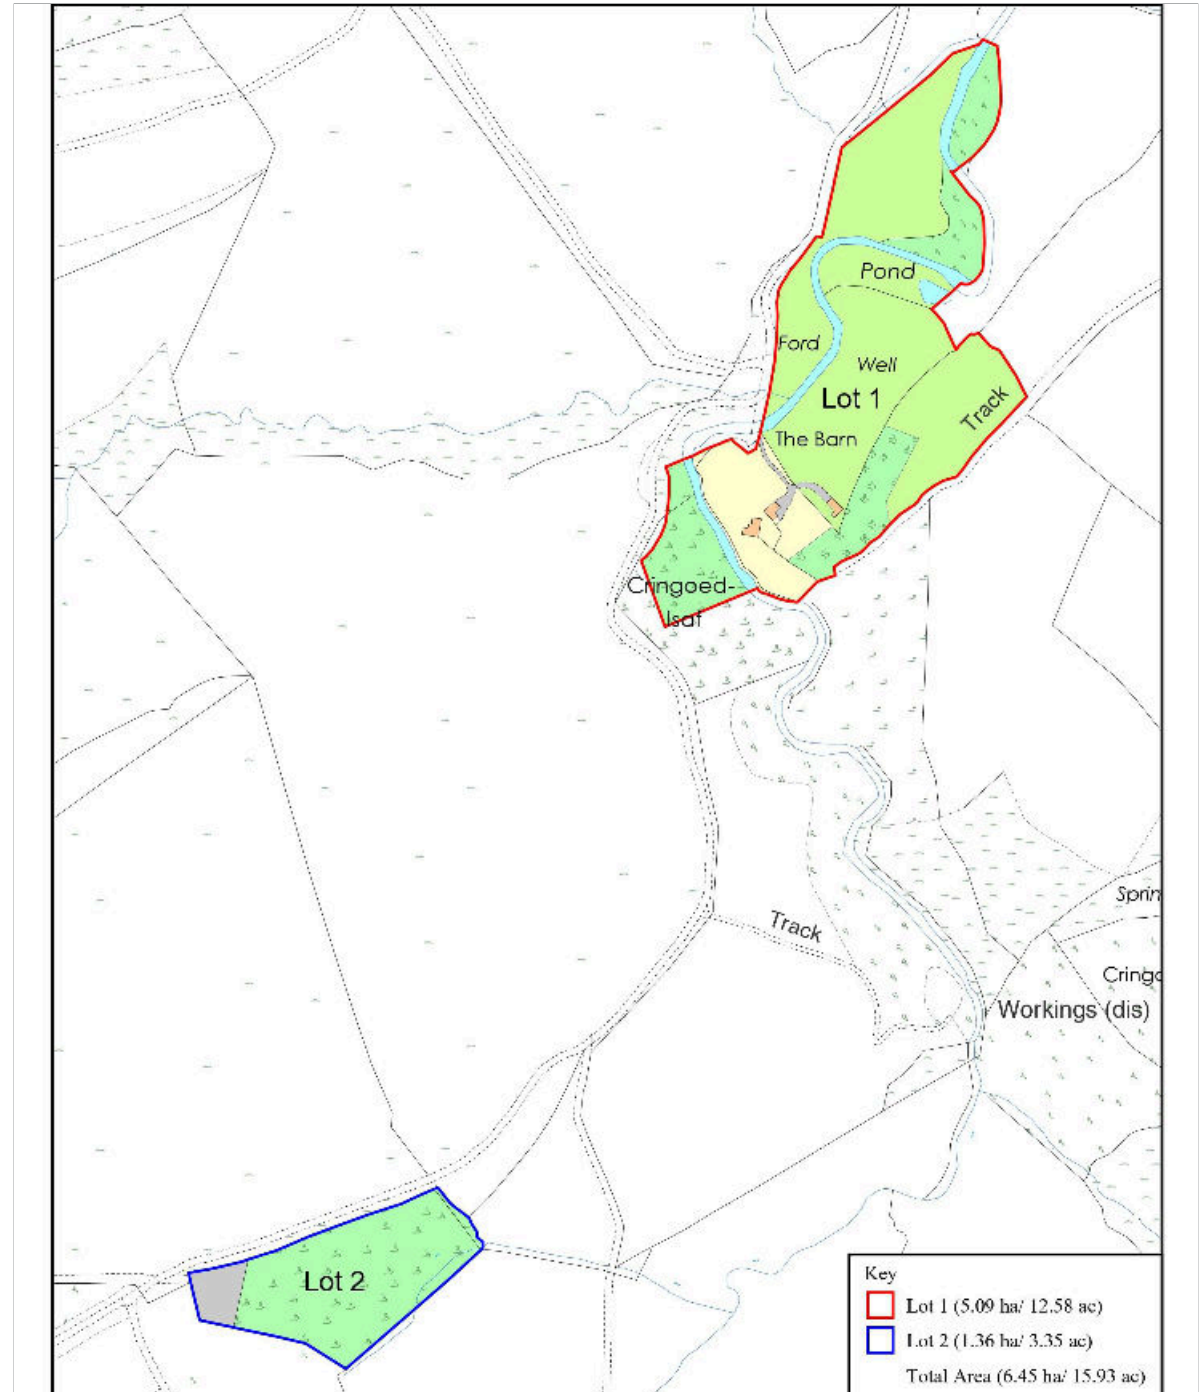 Pond
Ford
Well
Lot 1
Track
The Barn
Cringoed-
Isaf
Sprin
Track
Cringo
Workings (dis)
Lot 2
Key
Lot 1 (5.09 ha/ 12.58 ac)
Lot 2 (1.36 ha/ 3.35 ac)
Total Area (6.45 ha/ 15.93 ac)